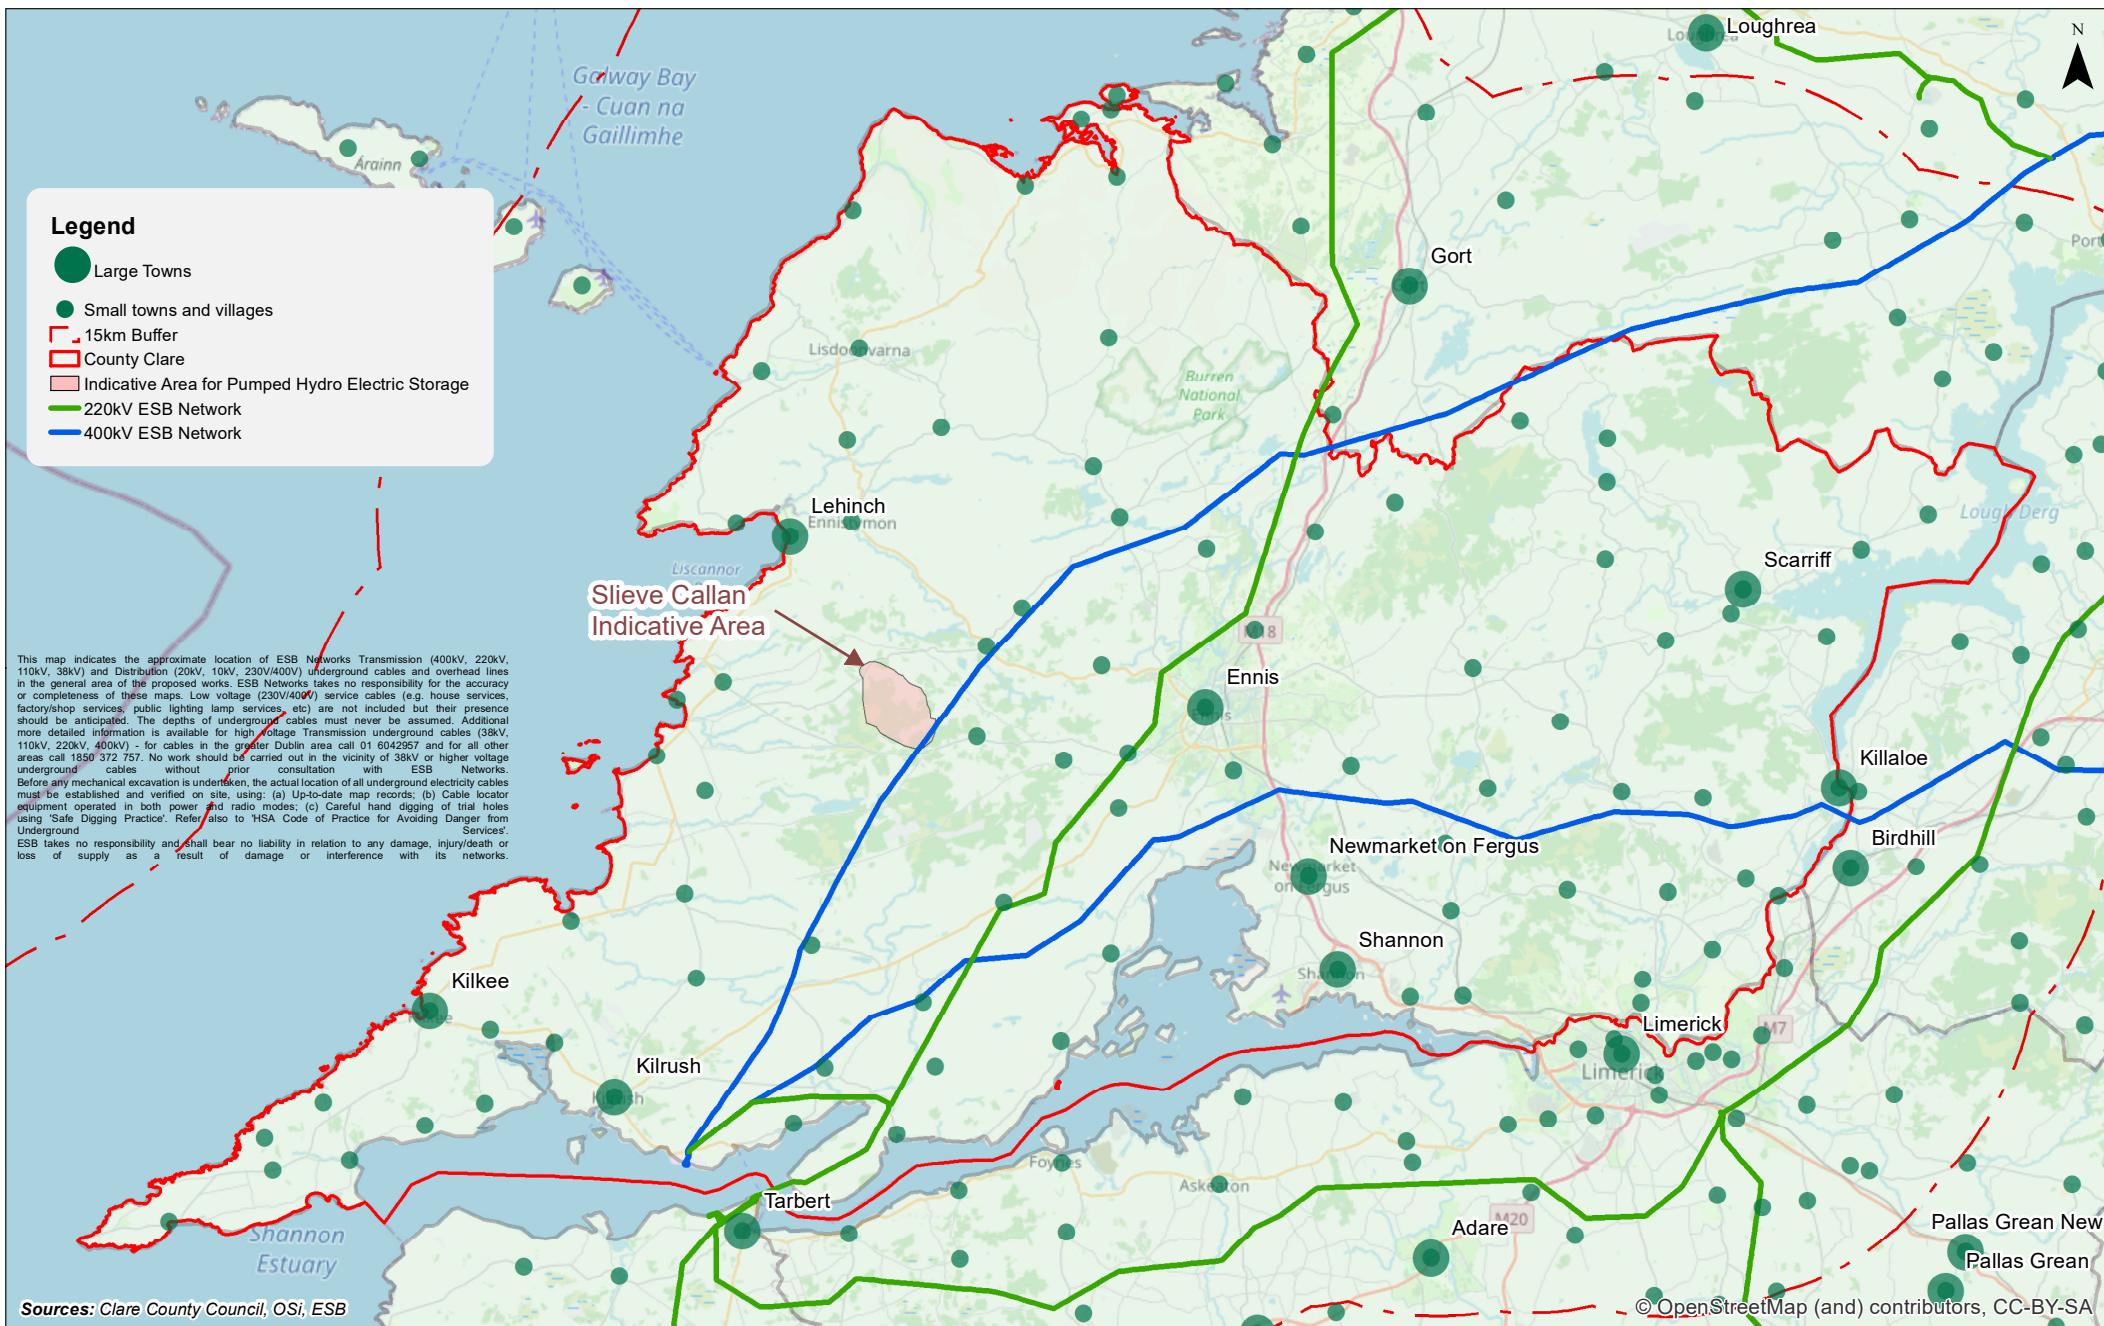 Loughrea
N
Galway Bay
- Cuan na
Gaillimhe
Árainn
Legend
Large Towns
Small towns and villages
15km Buffer
County Clare
Indicative Area for Pumped Hydro Electric Storage
220kV ESB Network
400kV ESB Network
Gort
Port
Lisdoonvarna
Burren
National
Park
Lehinch
Ennistymon
Liscannor
Lough Derg
Slieve Callan
Indicative Area
Scarriff
M18
Ennis
Ennis
This map indicates the approximate location of ESB Networks Transmission (400kV, 220kV,
110kV, 38kV) and Distribution (20kV, 10kV, 230V/400V) underground cables and overhead lines
in the general area of the proposed works. ESB Networks takes no responsibility for the accuracy
or completeness of these maps. Low voltage (230V/400V) service cables (e.g. house services,
factory/shop services, public lighting lamp services, etc) are not included but their presence
should be anticipated. The depths of underground cables must never be assumed. Additional
more detailed information is available for high voltage Transmission underground cables (38kV,
110kV, 220kV, 400kV) - for cables in the greater Dublin area call 01 6042957 and for all other
areas call 1850 372 757. No work should be carried out in the vicinity of 38kV or higher voltage
underground cables without prior consultation with ESB Networks.
Before any mechanical excavation is undertaken, the actual location of all underground electricity cables
must be established and verified on site, using: (a) Up-to-date map records; (b) Cable locator
equipment operated in both power and radio modes; (c) Careful hand digging of trial holes
using 'Safe Digging Practice'. Refer also to 'HSA Code of Practice for Avoiding Danger from
Underground Services'.
ESB takes no responsibility and shall bear no liability in relation to any damage, injury/death or
loss of supply as a result of damage or interference with its networks.
Killaloe
Birdhill
Newmarket on Fergus
Newmarket
on Fergus
Shannon
Shannon
Kilkee
Limerick
Limerick
M7
Kilrush
Kilrush
Foynes
Askeaton
Tarbert
Shannon
Estuary
Adare
M20
Pallas Grean New
Pallas Grean
Sources: Clare County Council, OSi, ESB
© OpenStreetMap (and) contributors, CC-BY-SA